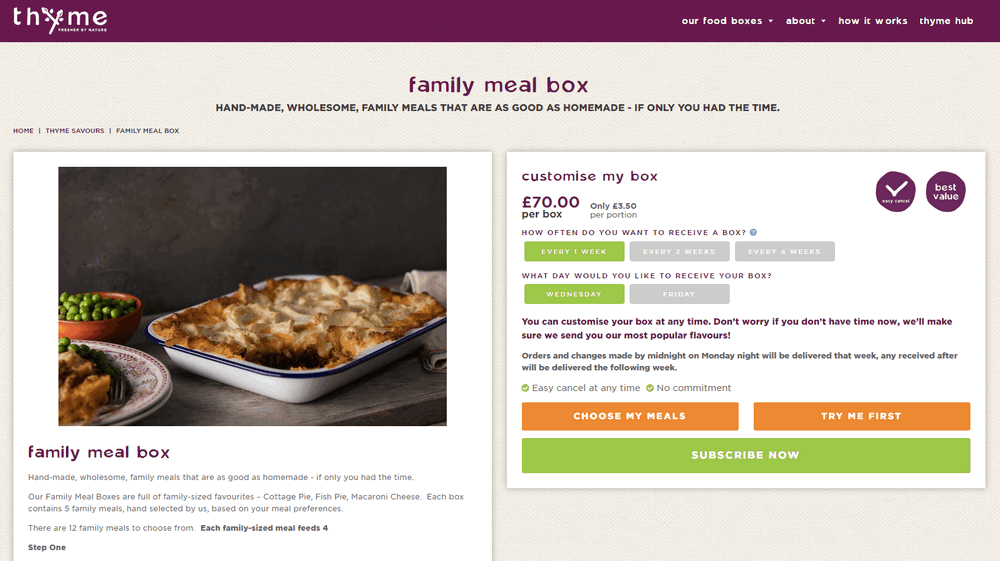 thyme
FRESHER BY NATURE
our food boxes
about
how it works
thyme hub
family meal box
HAND-MADE, WHOLESOME, FAMILY MEALS THAT ARE AS GOOD AS HOMEMADE - IF ONLY YOU HAD THE TIME.
HOME | THYME SAVOURS | FAMILY MEAL BOX
family meal box
Hand-made, wholesome, family meals that are as good as homemade - if only you had the time.
Our Family Meal Boxes are full of family-sized favourites – Cottage Pie, Fish Pie, Macaroni Cheese. Each box
contains 5 family meals, hand selected by us, based on your meal preferences.
There are 12 family meals to choose from. Each family-sized meal feeds 4
Step One
customise my box
easy cancel
best
value
£70.00
per box
Only £3.50
per portion
HOW OFTEN DO YOU WANT TO RECEIVE A BOX? ?
EVERY 1 WEEK
EVERY 2 WEEKS
EVERY 4 WEEKS
WHAT DAY WOULD YOU LIKE TO RECEIVE YOUR BOX?
WEDNESDAY
FRIDAY
You can customise your box at any time. Don't worry if you don't have time now, we'll make
sure we send you our most popular flavours!
Orders and changes made by midnight on Monday night will be delivered that week, any received after
will be delivered the following week.
Easy cancel at any time
No commitment
CHOOSE MY MEALS
TRY ME FIRST
SUBSCRIBE NOW